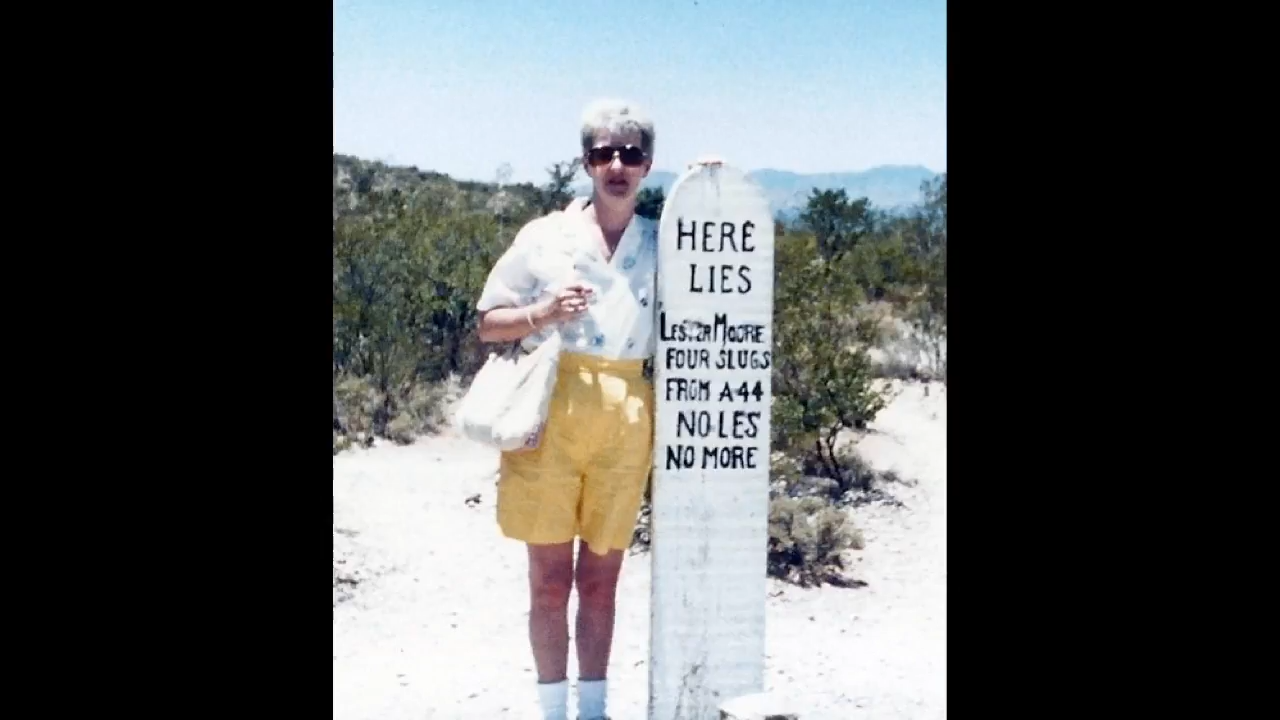 HERE
LIES
LESTER MOORE
FOUR SLUGS
FROM A 44
NO LES
NO MORE